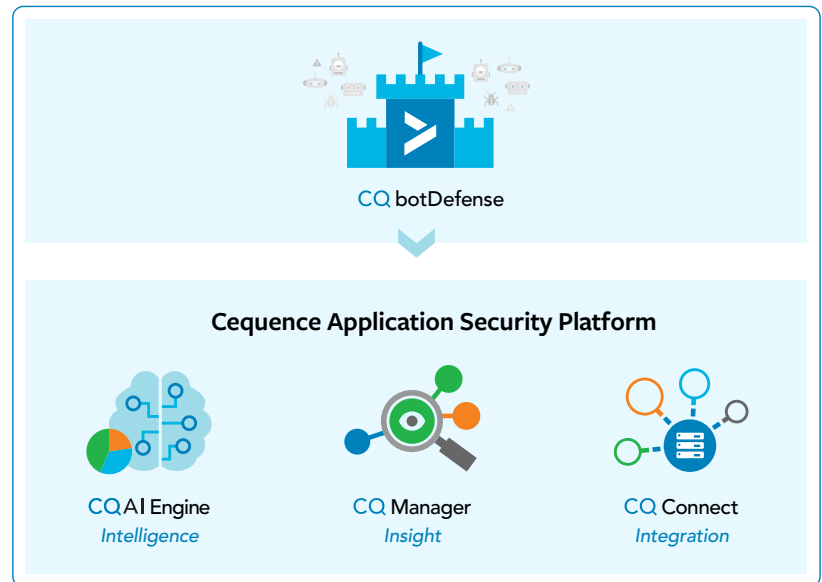 CQ botDefense
Cequence Application Security Platform
CQ AI Engine
Intelligence
CQ Manager
Insight
CQ Connect
Integration